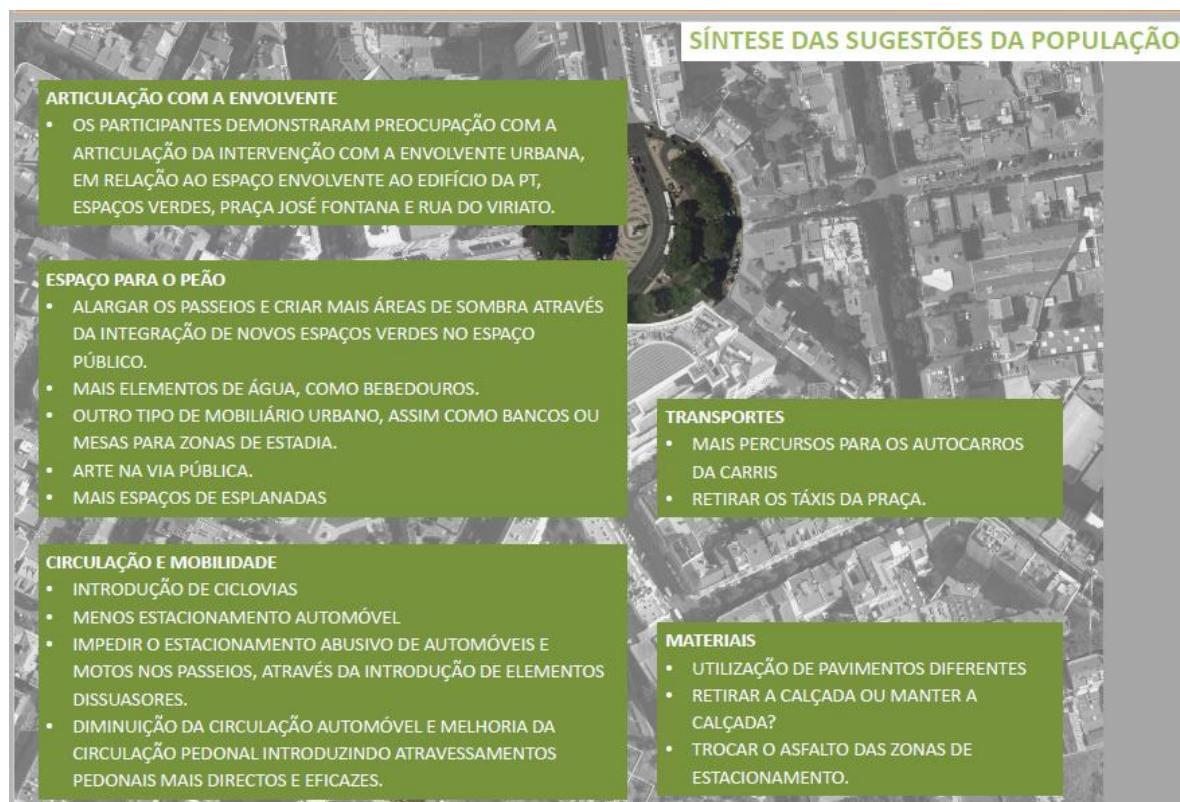 SÍNTESE DAS SUGESTÕES DA POPULAÇÃO
ARTICULAÇÃO COM A ENVOLVENTE
• OS PARTICIPANTES DEMONSTRARAM PREOCUPAÇÃO COM A
ARTICULAÇÃO DA INTERVENÇÃO COM A ENVOLVENTE URBANA,
EM RELAÇÃO AO ESPAÇO ENVOLVENTE AO EDIFÍCIO DA PT,
ESPAÇOS VERDES, PRAÇA JOSÉ FONTANA E RUA DO VIRIATO.
ESPAÇO PARA O PEÃO
• ALARGAR OS PASSEIOS E CRIAR MAIS ÁREAS DE SOMBRA ATRAVÉS
DA INTEGRAÇÃO DE NOVOS ESPAÇOS VERDES NO ESPAÇO
PÚBLICO.
• MAIS ELEMENTOS DE ÁGUA, COMO BEBEDOUROS.
• OUTRO TIPO DE MOBILIÁRIO URBANO, ASSIM COMO BANCOS OU
MESAS PARA ZONAS DE ESTADIA.
• ARTE NA VIA PÚBLICA.
• MAIS ESPAÇOS DE ESPLANADAS
CIRCULAÇÃO E MOBILIDADE
• INTRODUÇÃO DE CICLOVIAS
• MENOS ESTACIONAMENTO AUTOMÓVEL
• IMPEDIR O ESTACIONAMENTO ABUSIVO DE AUTOMÓVEIS E
MOTOS NOS PASSEIOS, ATRAVÉS DA INTRODUÇÃO DE ELEMENTOS
DISSUASORES.
• DIMINUIÇÃO DA CIRCULAÇÃO AUTOMÓVEL E MELHORIA DA
CIRCULAÇÃO PEDONAL INTRODUZINDO ATRAVESSAMENTOS
PEDONAIS MAIS DIRECTOS E EFICAZES.
TRANSPORTES
• MAIS PERCURSOS PARA OS AUTOCARROS
DA CARRIS
• RETIRAR OS TÁXIS DA PRAÇA.
MATERIAIS
• UTILIZAÇÃO DE PAVIMENTOS DIFERENTES
• RETIRAR A CALÇADA OU MANTER A
CALÇADA?
• TROCAR O ASFALTO DAS ZONAS DE
ESTACIONAMENTO.